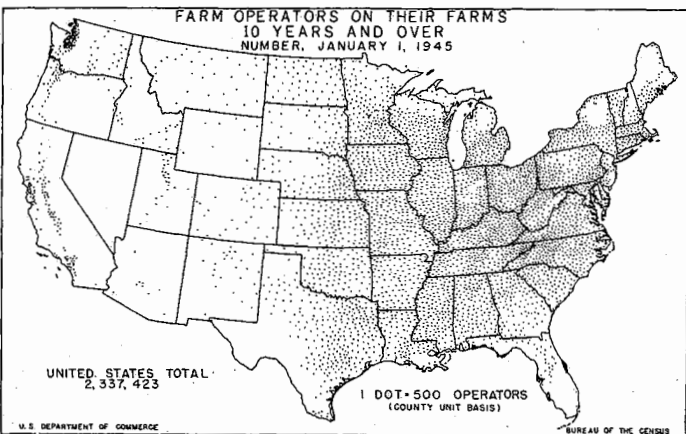 FARM OPERATORS ON THEIR FARMS
10 YEARS AND OVER
NUMBER, JANUARY 1, 1945
UNITED STATES TOTAL
2,337,423
1 DOT=500 OPERATORS
(COUNTY UNIT BASIS)
U.S. DEPARTMENT OF COMMERCE
BUREAU OF THE CENSUS